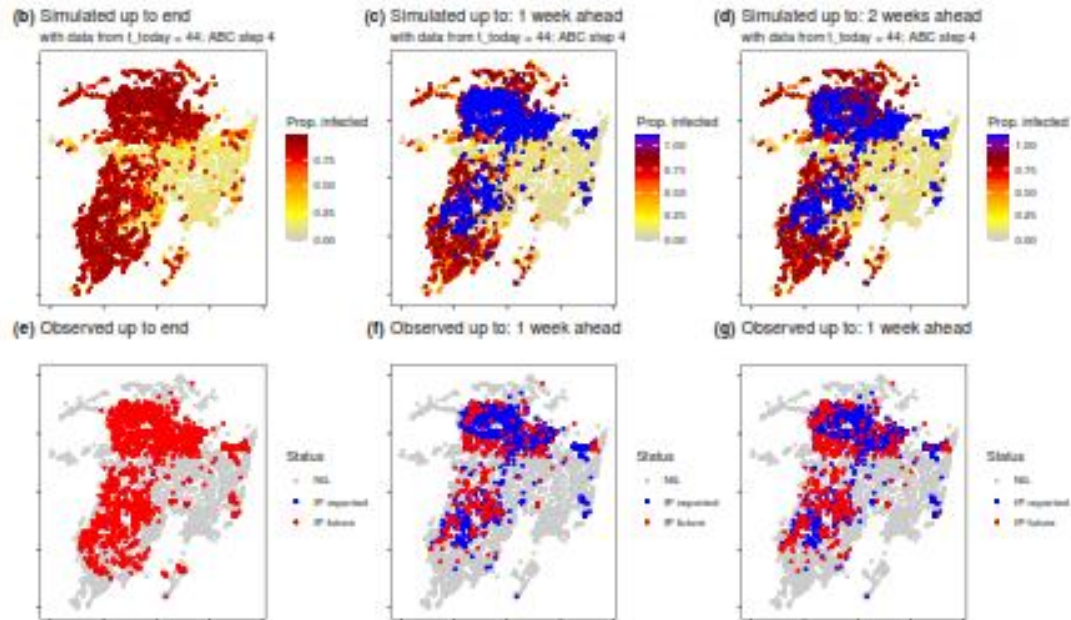 (b) Simulated up to end
with data from t_today = 44; ABC step 4
Prop. infected
0.75
0.50
0.25
0.00
(c) Simulated up to: 1 week ahead
with data from t_today = 44; ABC step 4
Prop. infected
1.00
0.75
0.50
0.25
0.00
(d) Simulated up to: 2 weeks ahead
with data from t_today = 44; ABC step 4
Prop. infected
1.00
0.75
0.50
0.25
0.00
(e) Observed up to end
Status
IP reported
IP future
(f) Observed up to: 1 week ahead
Status
IP reported
IP future
(g) Observed up to: 1 week ahead
Status
IP reported
IP future